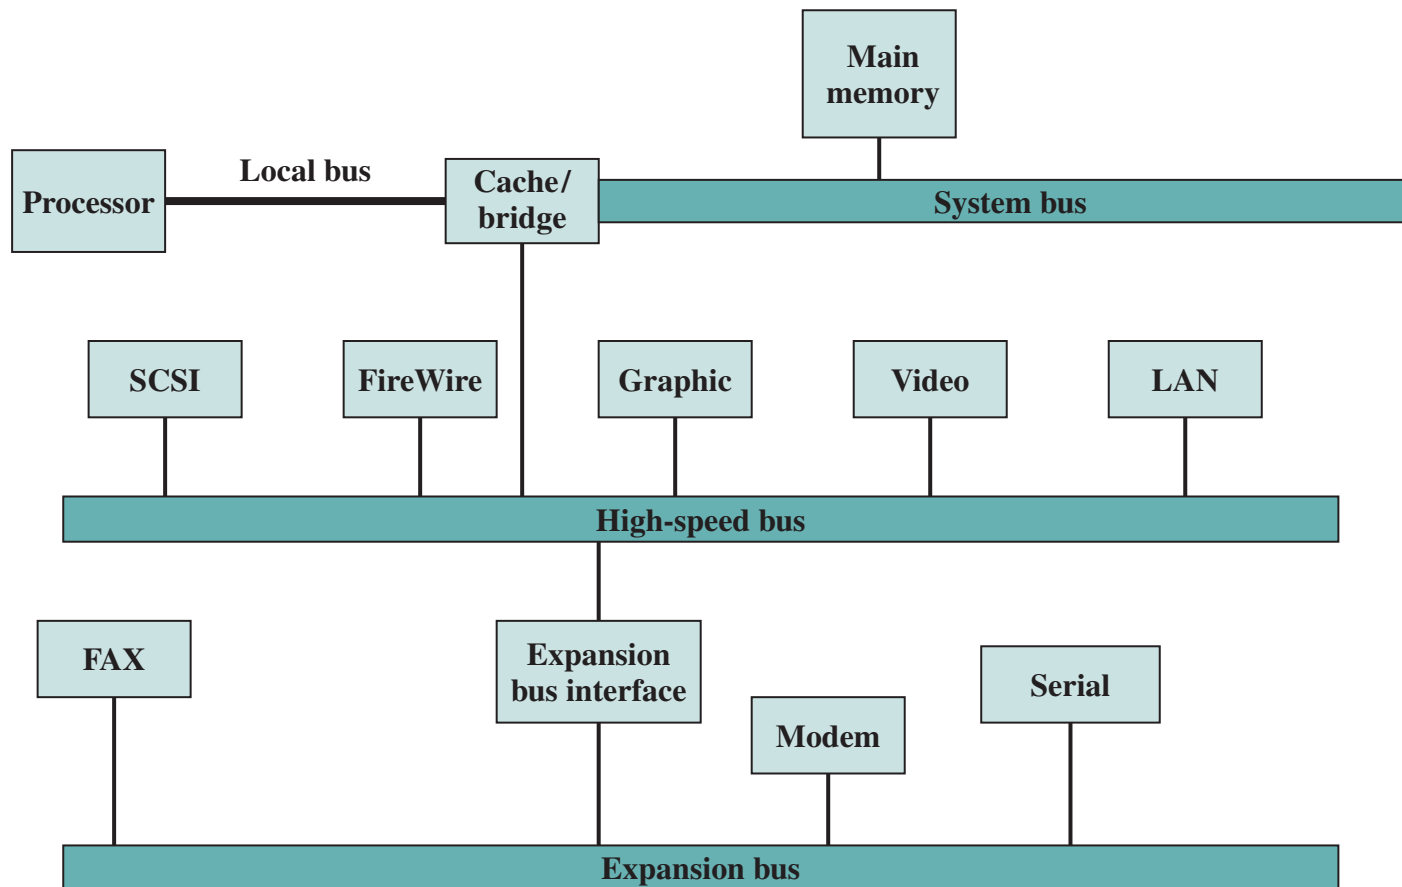 Main
memory
Local bus
Processor
Cache/
bridge
System bus
SCSI
FireWire
Graphic
Video
LAN
High-speed bus
FAX
Expansion
bus interface
Serial
Modem
Expansion bus